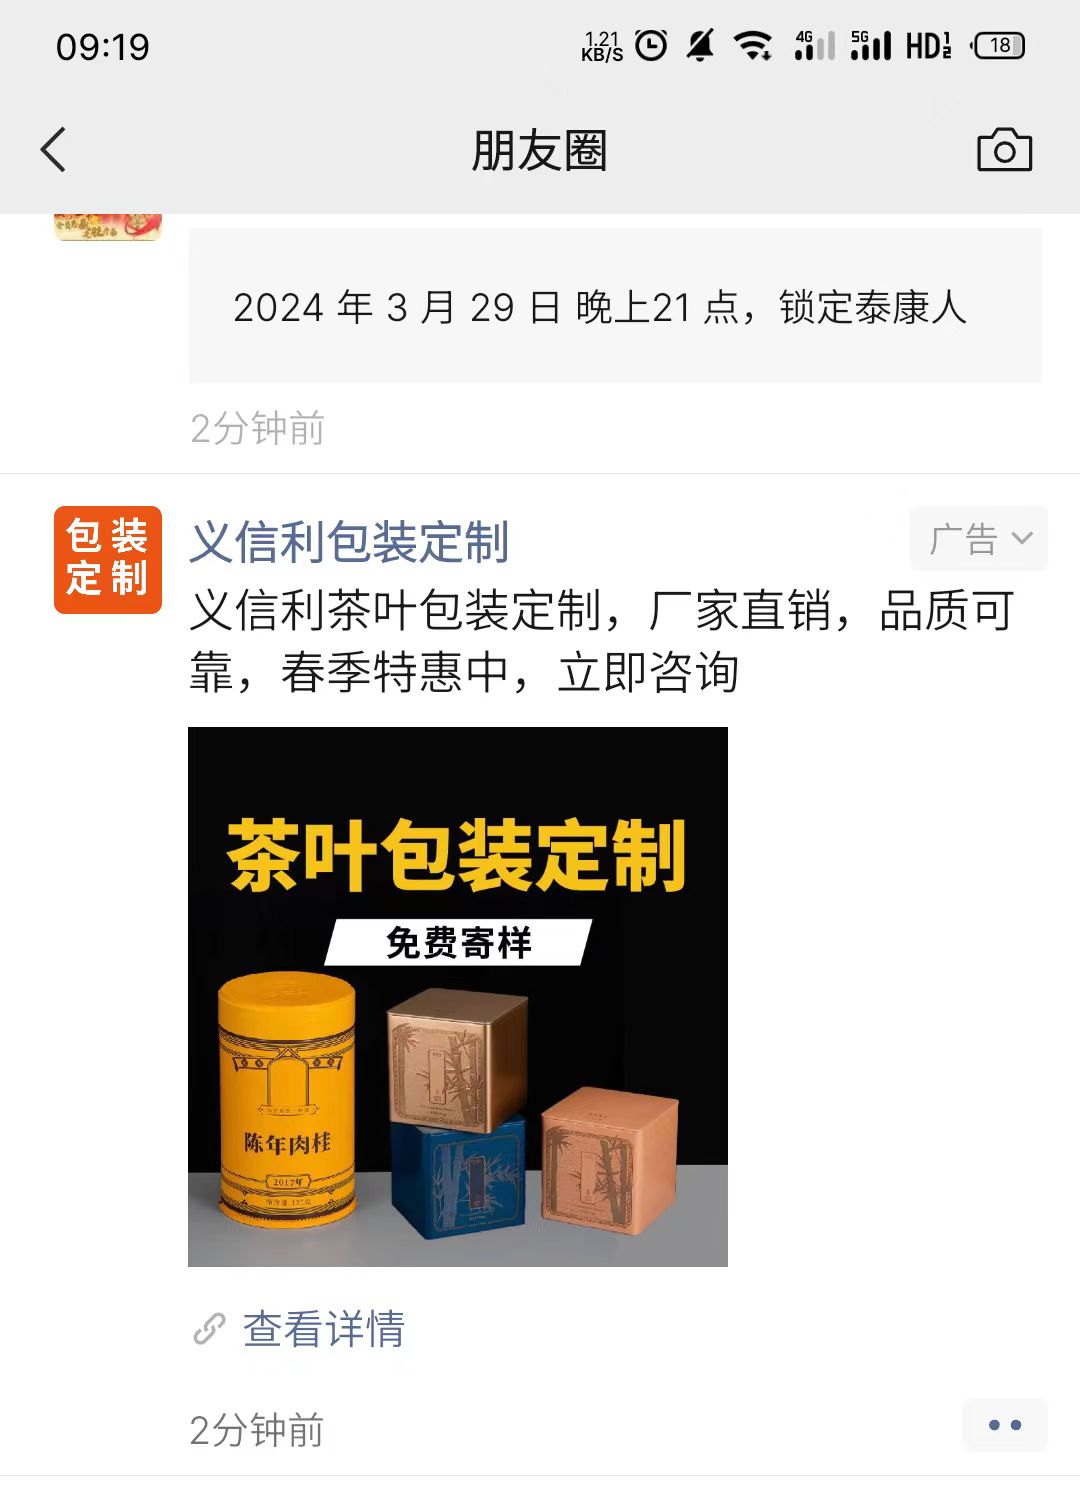 09:19
1.21
KB/S
4G
5G
HD
1
2
18
朋友圈
2024 年 3 月 29 日 晚上21 点，锁定泰康人
2分钟前
包装
定制
义信利包装定制
广告
义信利茶叶包装定制，厂家直销，品质可
靠，春季特惠中，立即咨询
茶叶包装定制
免费寄样
陈年肉桂
2017年
查看详情
2分钟前